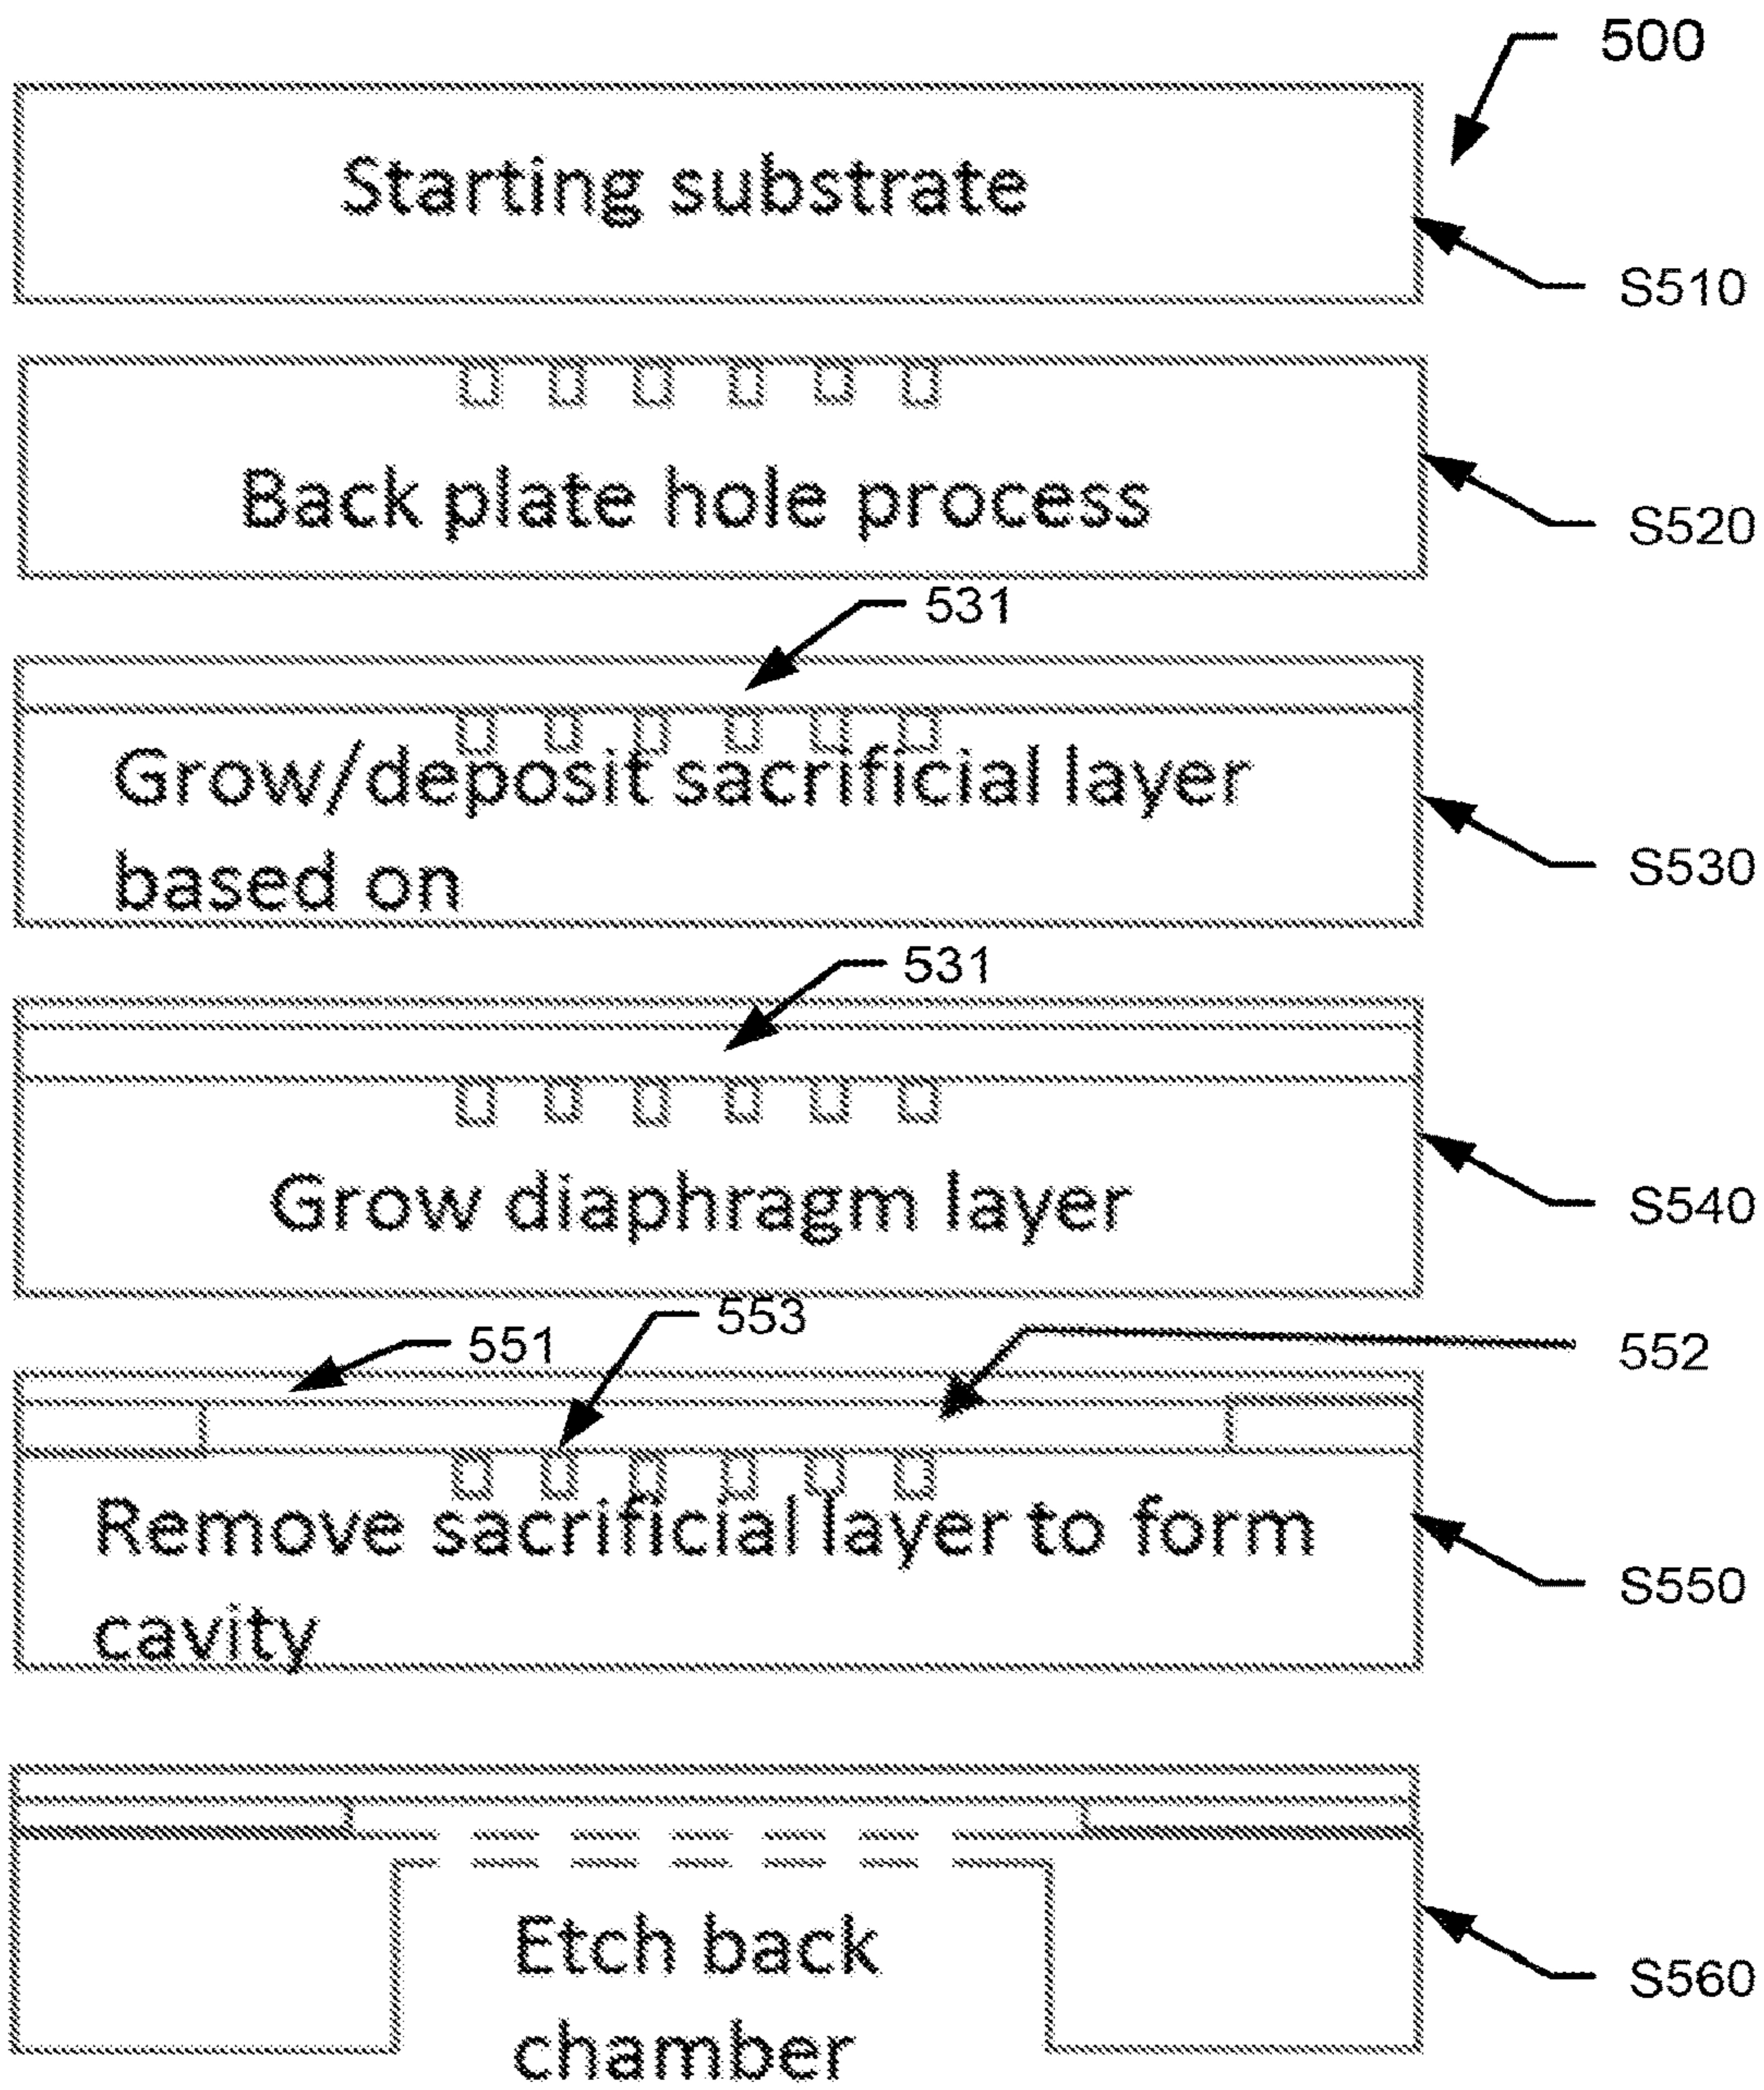 500
Starting substrate
S510
Back plate hole process
S520
531
Grow/deposit sacrificial layer
based on
S530
531
Grow diaphragm layer
S540
553
551
552
Remove sacrificial layer to form
cavity
S550
Etch back
chamber
S560